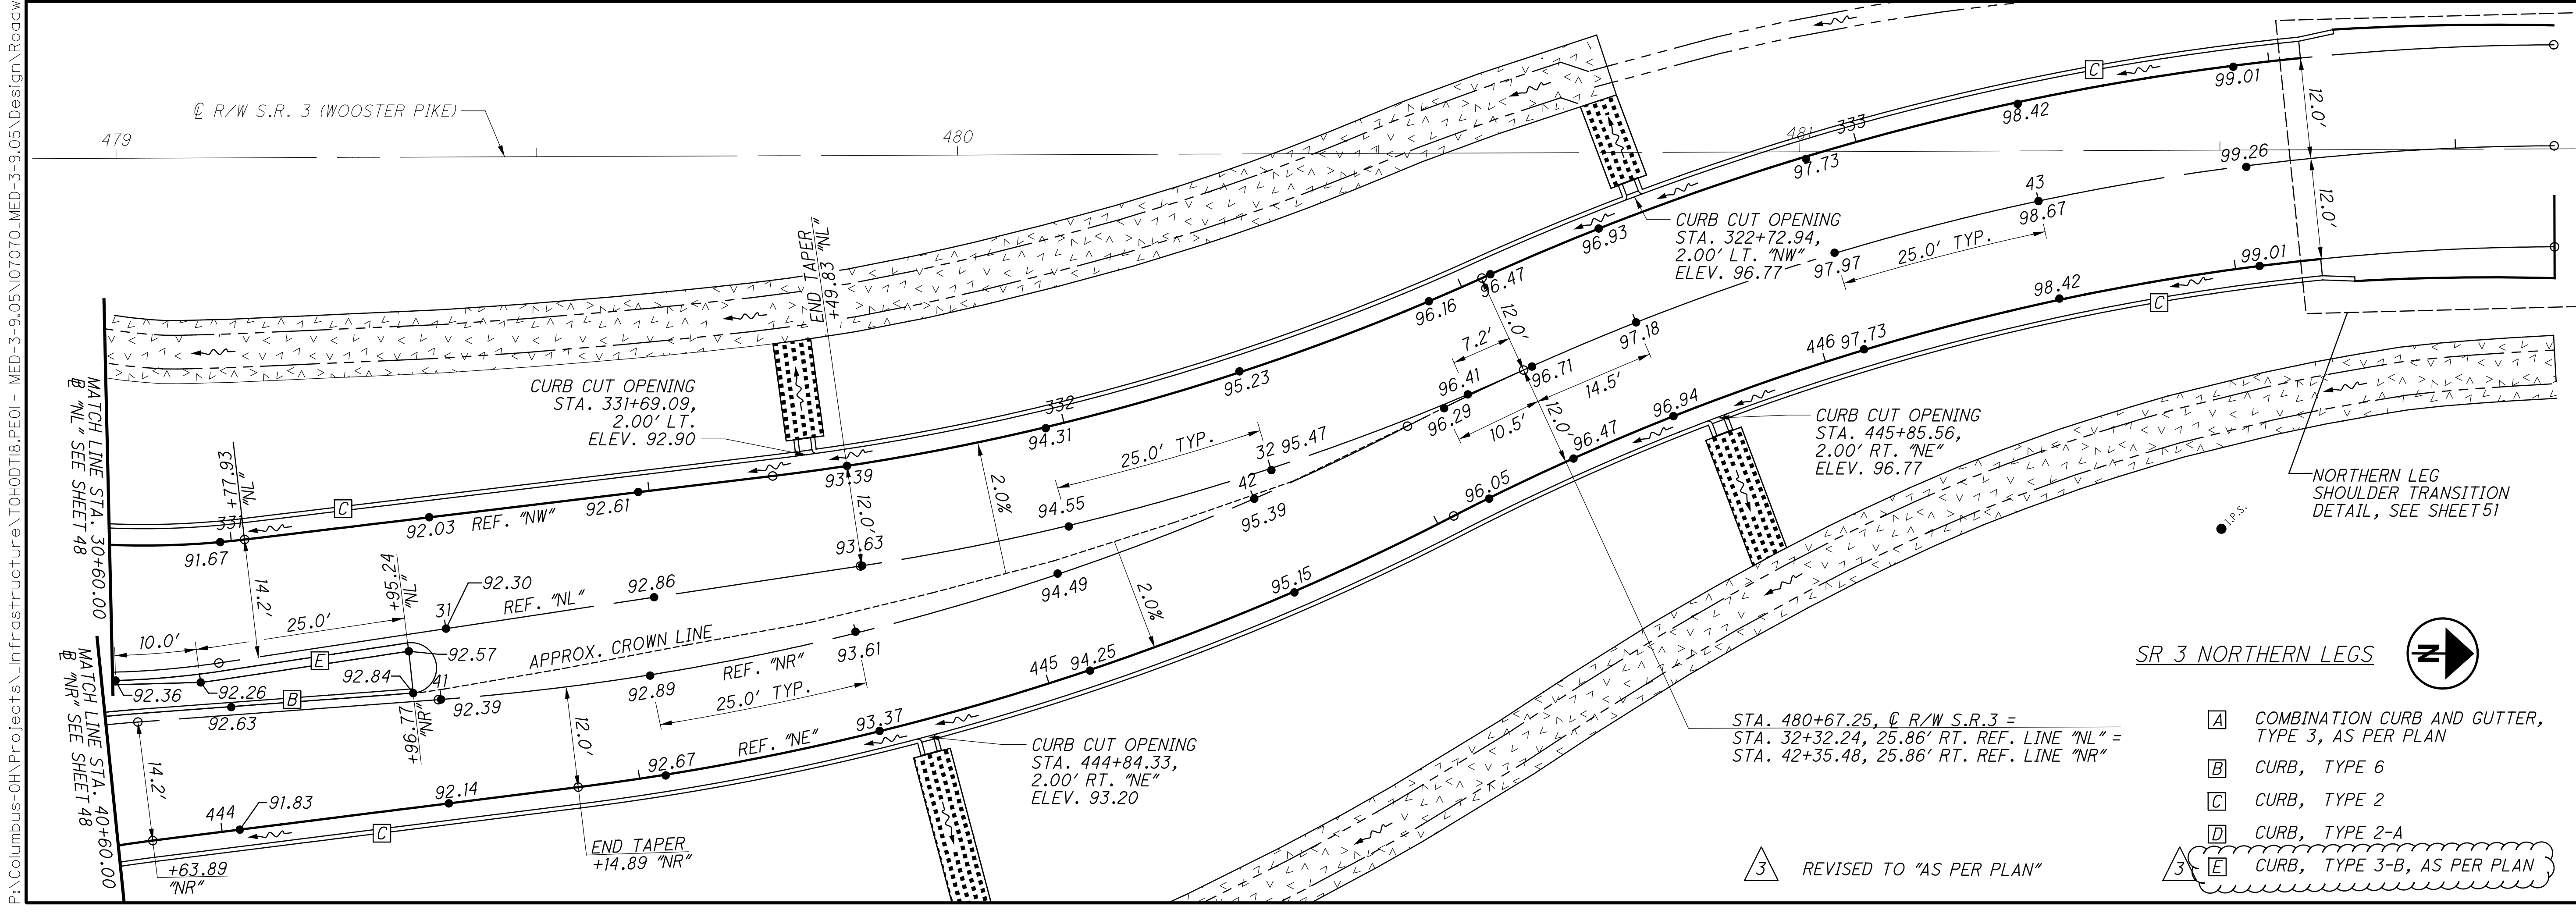 P:\Columbus-OH\Projects\_Infrastructure\TOHODTI8.PE01 - MED-3-9.05\107070_MED-3-9.05\Design\Roadw
℄ R/W S.R. 3 (WOOSTER PIKE)
479
480
481
333
C
99.01
98.42
97.73
99.26
12.0'
12.0'
43
98.67
25.0' TYP.
97.97
CURB CUT OPENING
STA. 322+72.94,
2.00' LT. "NW"
ELEV. 96.77
96.93
96.47
96.16
END TAPER
+49.83 "NL"
95.23
7.2'
12.0'
97.18
96.71
14.5'
96.41
96.29
10.5'
12.0'
96.47
96.94
446
97.73
98.42
99.01
C
CURB CUT OPENING
STA. 445+85.56,
2.00' RT. "NE"
ELEV. 96.77
NORTHERN LEG
SHOULDER TRANSITION
DETAIL, SEE SHEET 51
I.P.S.
CURB CUT OPENING
STA. 331+69.09,
2.00' LT.
ELEV. 92.90
332
94.31
25.0' TYP.
32
95.47
42
95.39
96.05
MATCH LINE STA. 30+60.00
B "NL" SEE SHEET 48
+77.93
"NL"
331
C
91.67
92.03
REF. "NW"
92.61
93.39
12.0'
93.63
2.0%
94.55
94.49
2.0%
95.15
14.2'
25.0'
10.0'
+95.24
"NL"
31
92.30
REF. "NL"
92.86
E
92.57
APPROX. CROWN LINE
92.36
92.26
92.84
41
92.39
B
92.63
+96.77
"NR"
92.89
REF. "NR"
93.61
25.0' TYP.
445
94.25
MATCH LINE STA. 40+60.00
B "NR" SEE SHEET 48
14.2'
12.0'
92.67
REF. "NE"
93.37
444
91.83
92.14
C
+63.89
"NR"
END TAPER
+14.89 "NR"
CURB CUT OPENING
STA. 444+84.33,
2.00' RT. "NE"
ELEV. 93.20
STA. 480+67.25, ℄ R/W S.R.3 =
STA. 32+32.24, 25.86' RT. REF. LINE "NL" =
STA. 42+35.48, 25.86' RT. REF. LINE "NR"
SR 3 NORTHERN LEGS
N
A COMBINATION CURB AND GUTTER,
TYPE 3, AS PER PLAN
B CURB, TYPE 6
C CURB, TYPE 2
D CURB, TYPE 2-A
3 E CURB, TYPE 3-B, AS PER PLAN
3 REVISED TO "AS PER PLAN"